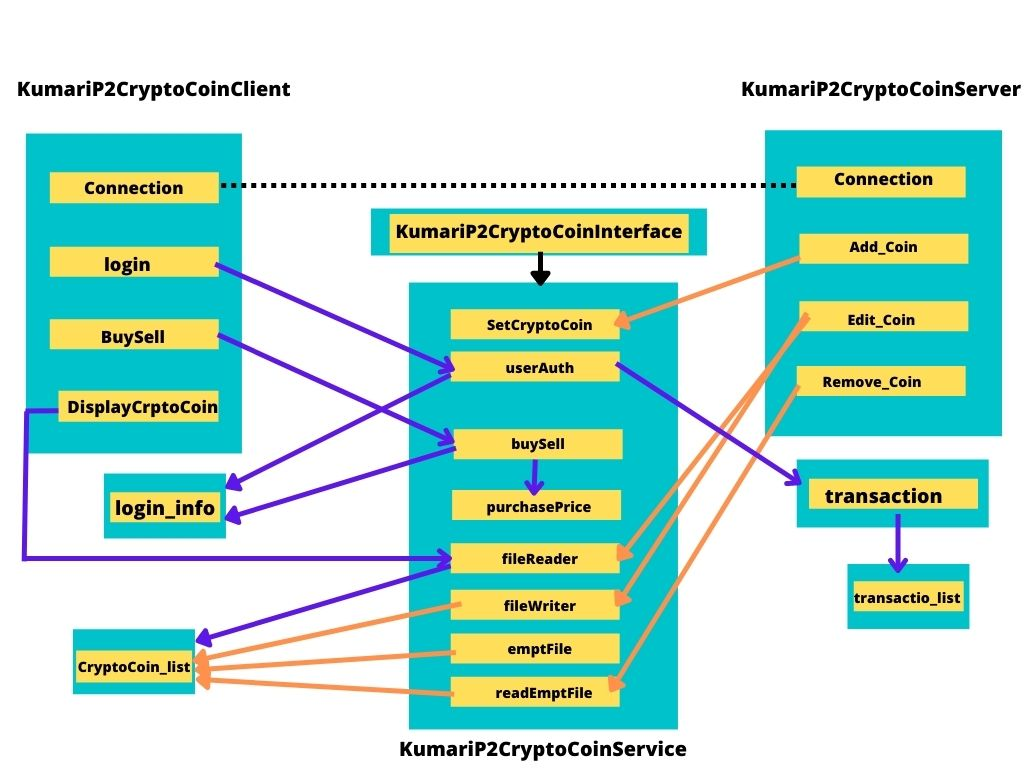 KumariP2CryptoCoinClient
KumariP2CryptoCoinServer
Connection
login
BuySell
DisplayCrptoCoin
login_info
CryptoCoin_list
KumariP2CryptoCoinInterface
SetCryptoCoin
userAuth
buySell
purchasePrice
fileReader
fileWriter
emptFile
readEmptFile
KumariP2CryptoCoinService
Connection
Add_Coin
Edit_Coin
Remove_Coin
transaction
transactio_list